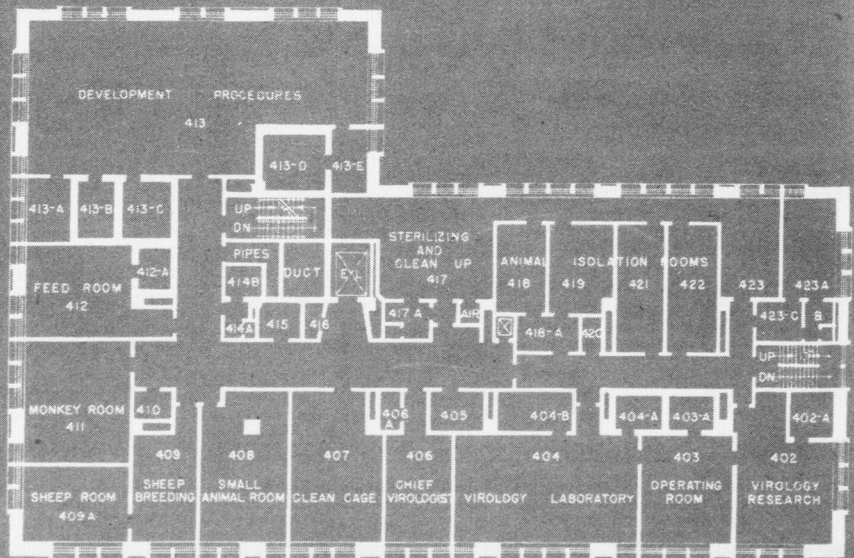 DEVELOPMENT PROCEDURES
413
413-D
413-E
413-A
413-B
413-C
UP
DN
STERILIZING
AND
CLEAN UP
417
PIPES
DUCT
414B
414A
415
416
417-A
AIR
ANIMAL ISOLATION ROOMS
418
419
421
422
423
423A
418-A
423-C
B
UP
DN
412-A
FEED ROOM
412
MONKEY ROOM
411
410
SHEEP ROOM
409A
409
SHEEP
BREEDING
408
SMALL
ANIMAL ROOM
407
CLEAN CAGE
406
A
406
CHIEF
VIROLOGIST
405
404-B
404
VIROLOGY LABORATORY
404-A
403-A
403
OPERATING
ROOM
402-A
402
VIROLOGY
RESEARCH